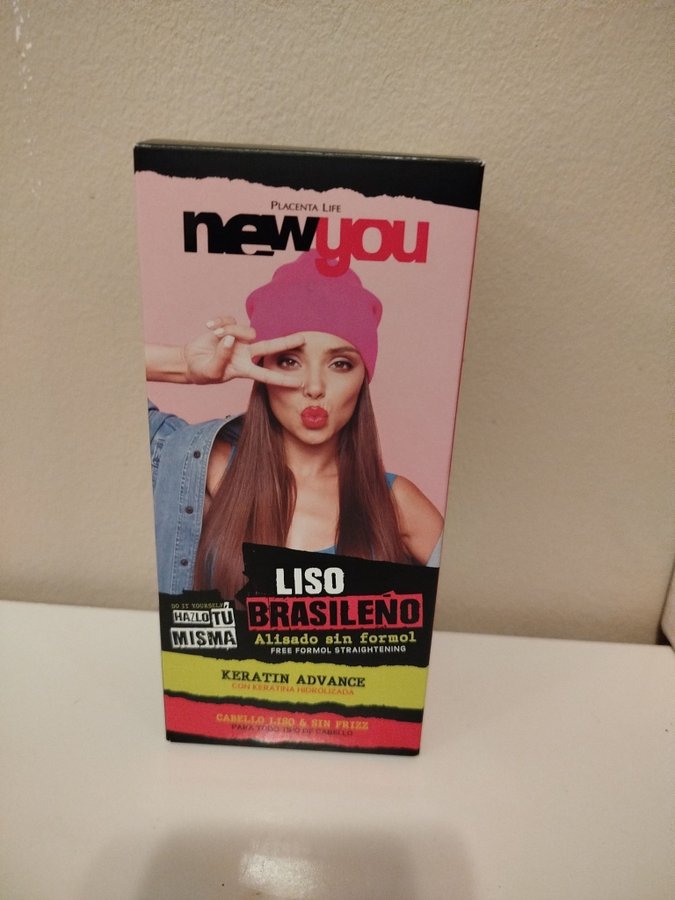 Placenta Life
newyou
LISO
BRASILEÑO
Alisado sin formol
FREE FORMOL STRAIGHTENING
DO IT YOURSELF
HAZLO TÚ
MISMA
KERATIN ADVANCE
CON KERATINA HIDROLIZADA
CABELLO LISO & SIN FRIZZ
PARA TODO TIPO DE CABELLO